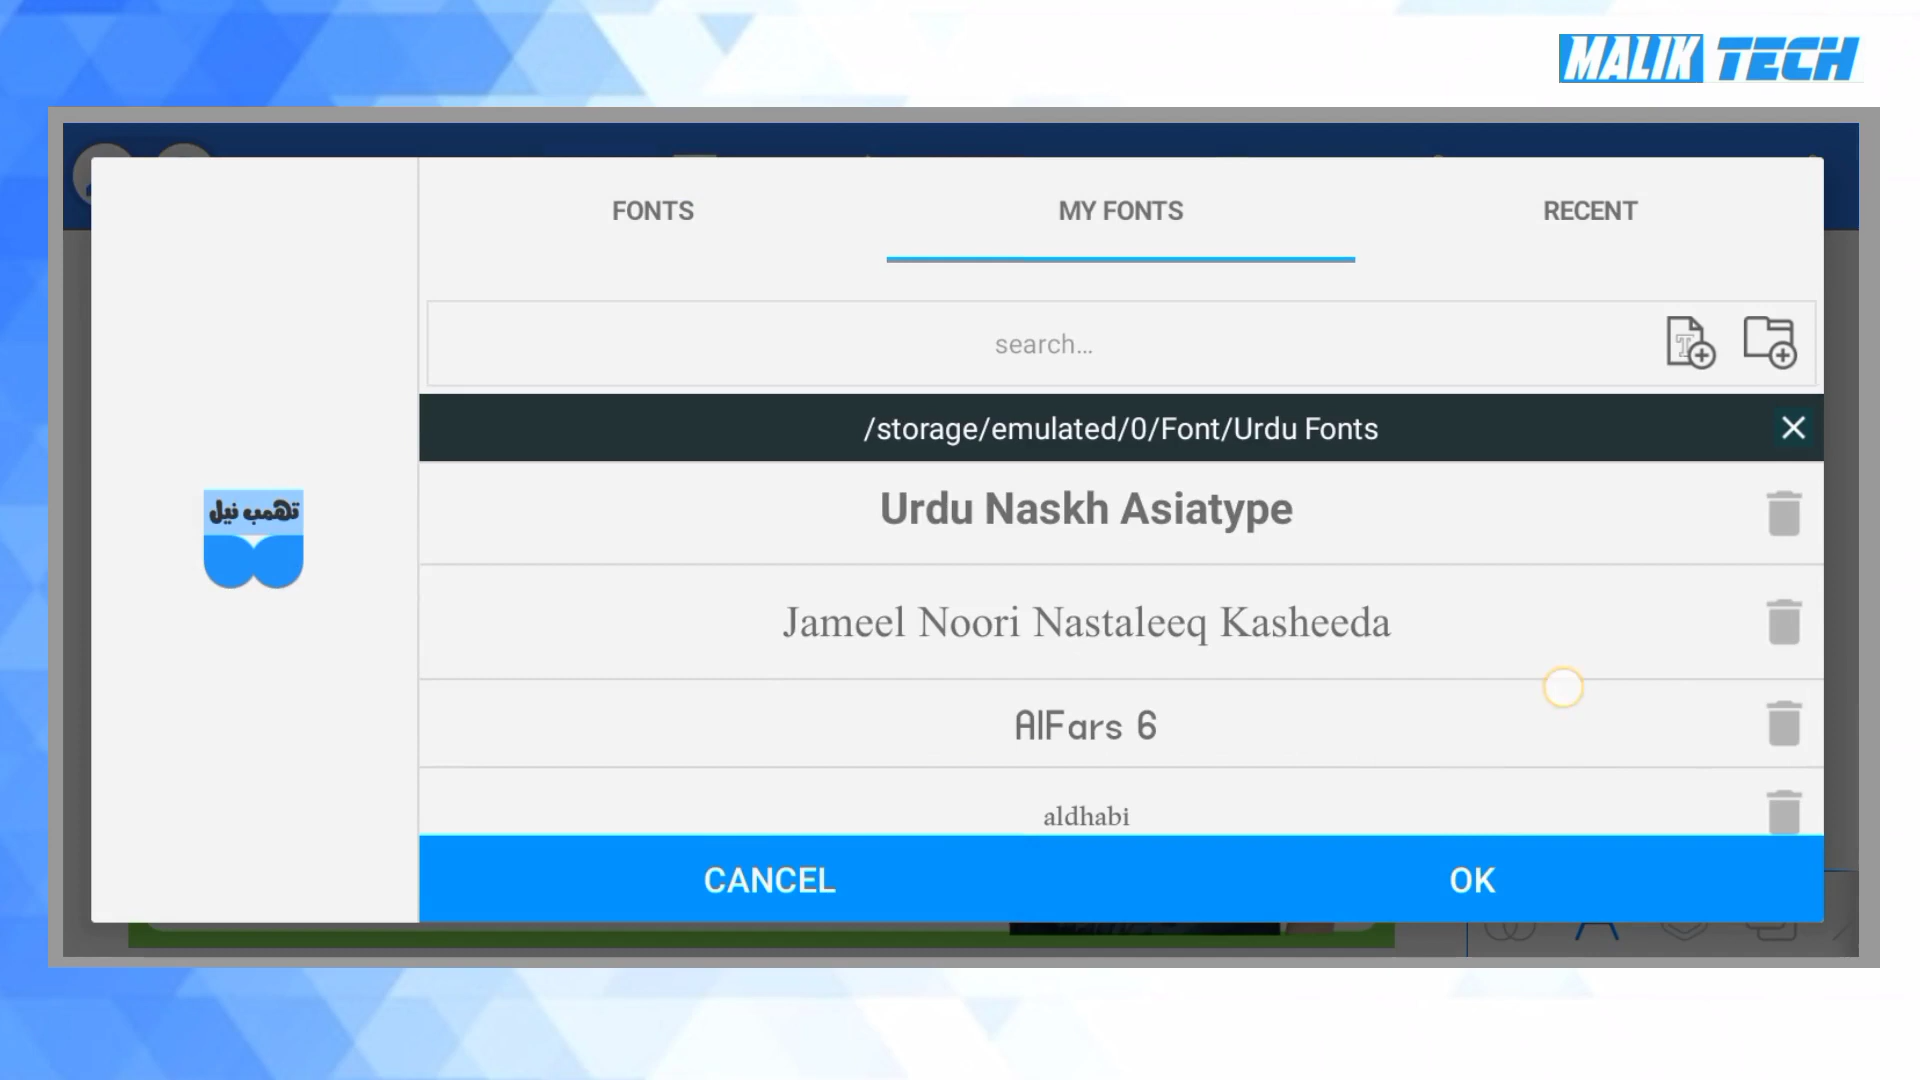 MALIK TECH
FONTS
MY FONTS
RECENT
search...
/storage/emulated/0/Font/Urdu Fonts
تھمب نیل
Urdu Naskh Asiatype
Jameel Noori Nastaleeq Kasheeda
AlFars 6
aldhabi
CANCEL
OK